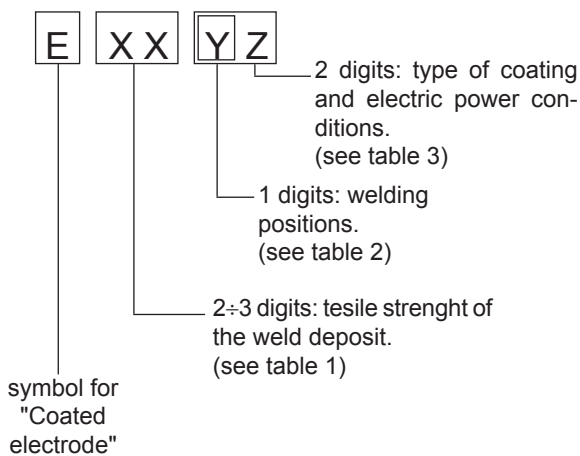 E XX YZ
2 digits: type of coating
and electric power con-
ditions.
(see table 3)
1 digits: welding
positions.
(see table 2)
2÷3 digits: tesile strenght of
the weld deposit.
(see table 1)
symbol for
"Coated
electrode"